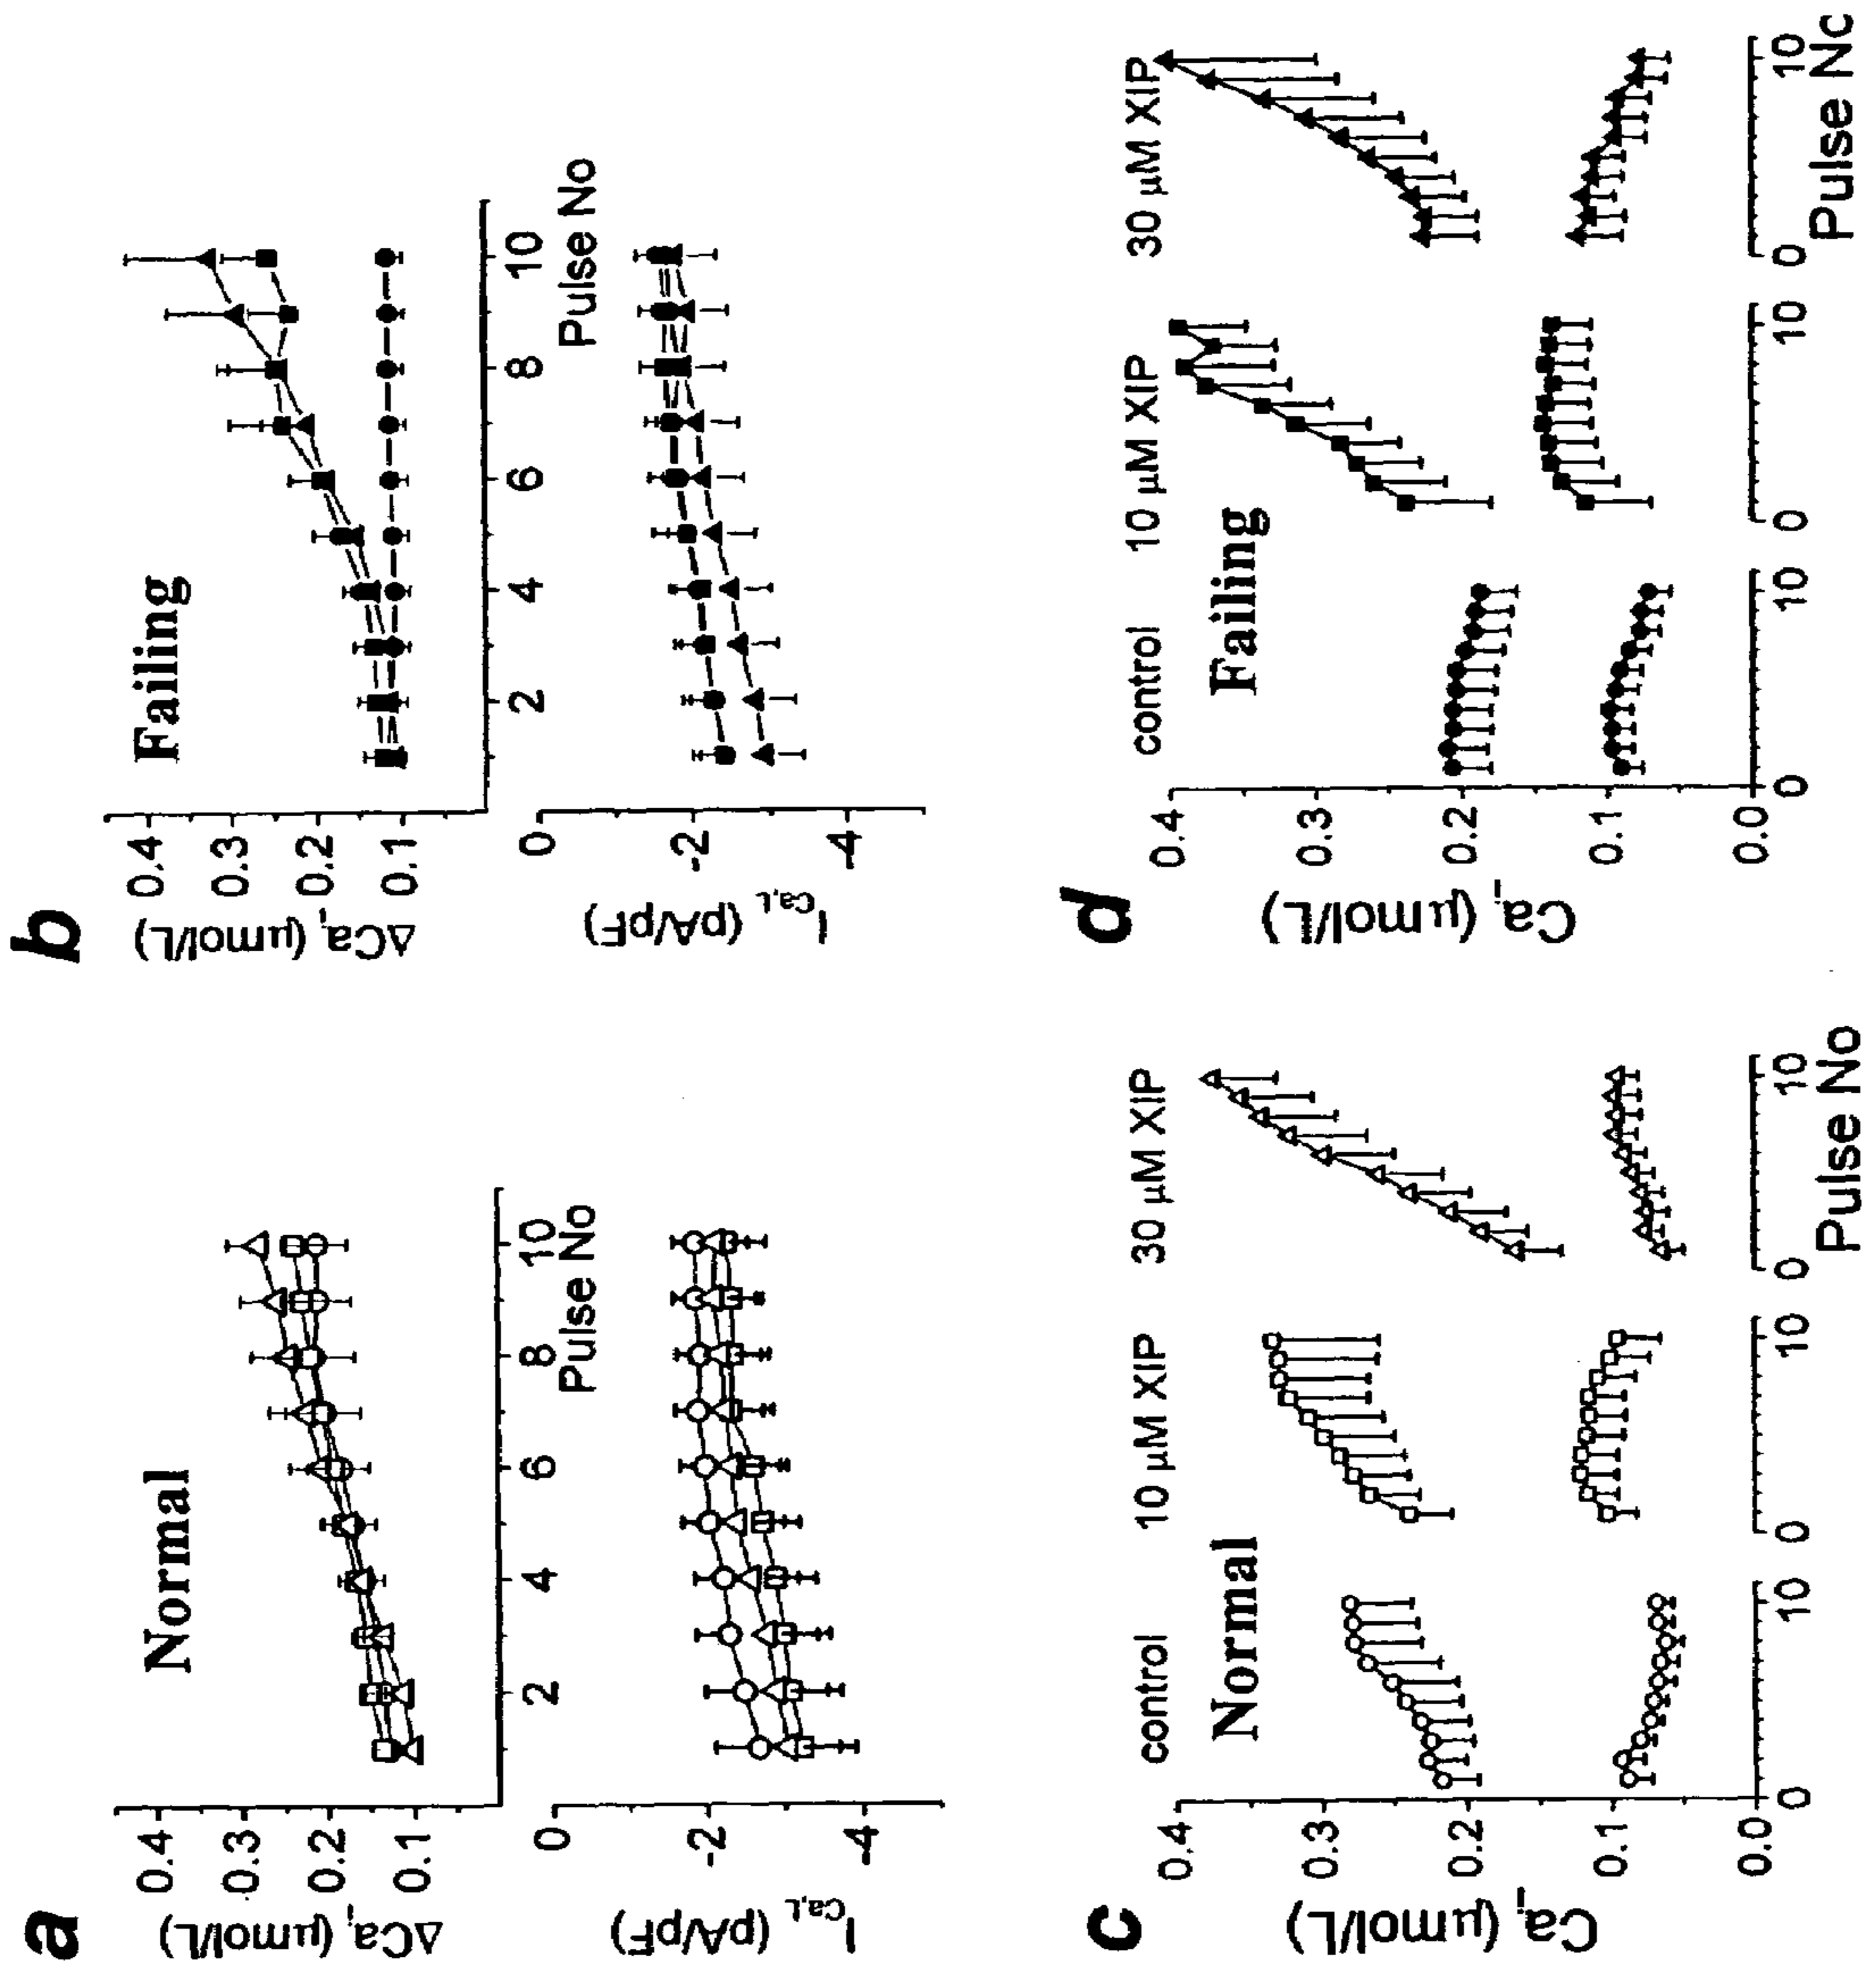 a
Normal
ΔCaᵢ (μmol/L)
0.4
0.3
0.2
0.1
2
4
6
8
10
Pulse No
I Ca,L (pA/pF)
0
-2
-4
b
Failing
ΔCaᵢ (μmol/L)
0.4
0.3
0.2
0.1
2
4
6
8
10
Pulse No
I Ca,L (pA/pF)
0
-2
-4
c
control 10 μM XIP 30 μM XIP
Normal
Caᵢ (μmol/L)
0.4
0.3
0.2
0.1
0.0
0 10 0 10 0 10
Pulse No
d
control 10 μM XIP 30 μM XIP
Failing
Caᵢ (μmol/L)
0.4
0.3
0.2
0.1
0.0
0 10 0 10 0 10
Pulse Nc